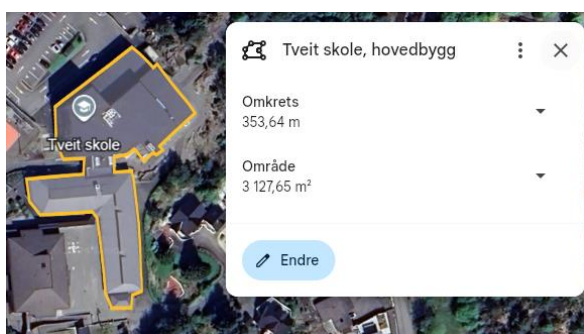 Tveit skole
Tveit skole, hovedbygg
Omkrets
353,64 m
Område
3 127,65 m²
Endre